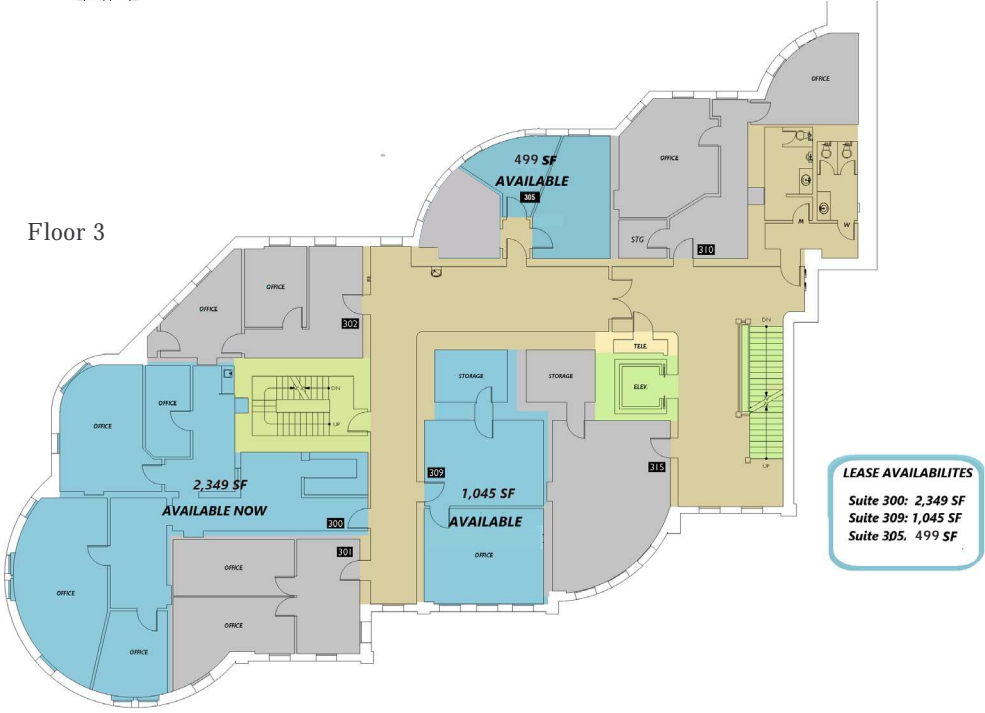 OFFICE
499 SF
AVAILABLE
305
OFFICE
STG
310
M
W
Floor 3
OFFICE
OFFICE
302
TELE.
DN
STORAGE
STORAGE
ELEV.
OFFICE
OFFICE
DN
UP
2,349 SF
AVAILABLE NOW
300
309
1,045 SF
AVAILABLE
OFFICE
315
UP
301
OFFICE
OFFICE
OFFICE
OFFICE
LEASE AVAILABILITES
Suite 300: 2,349 SF
Suite 309: 1,045 SF
Suite 305. 499 SF